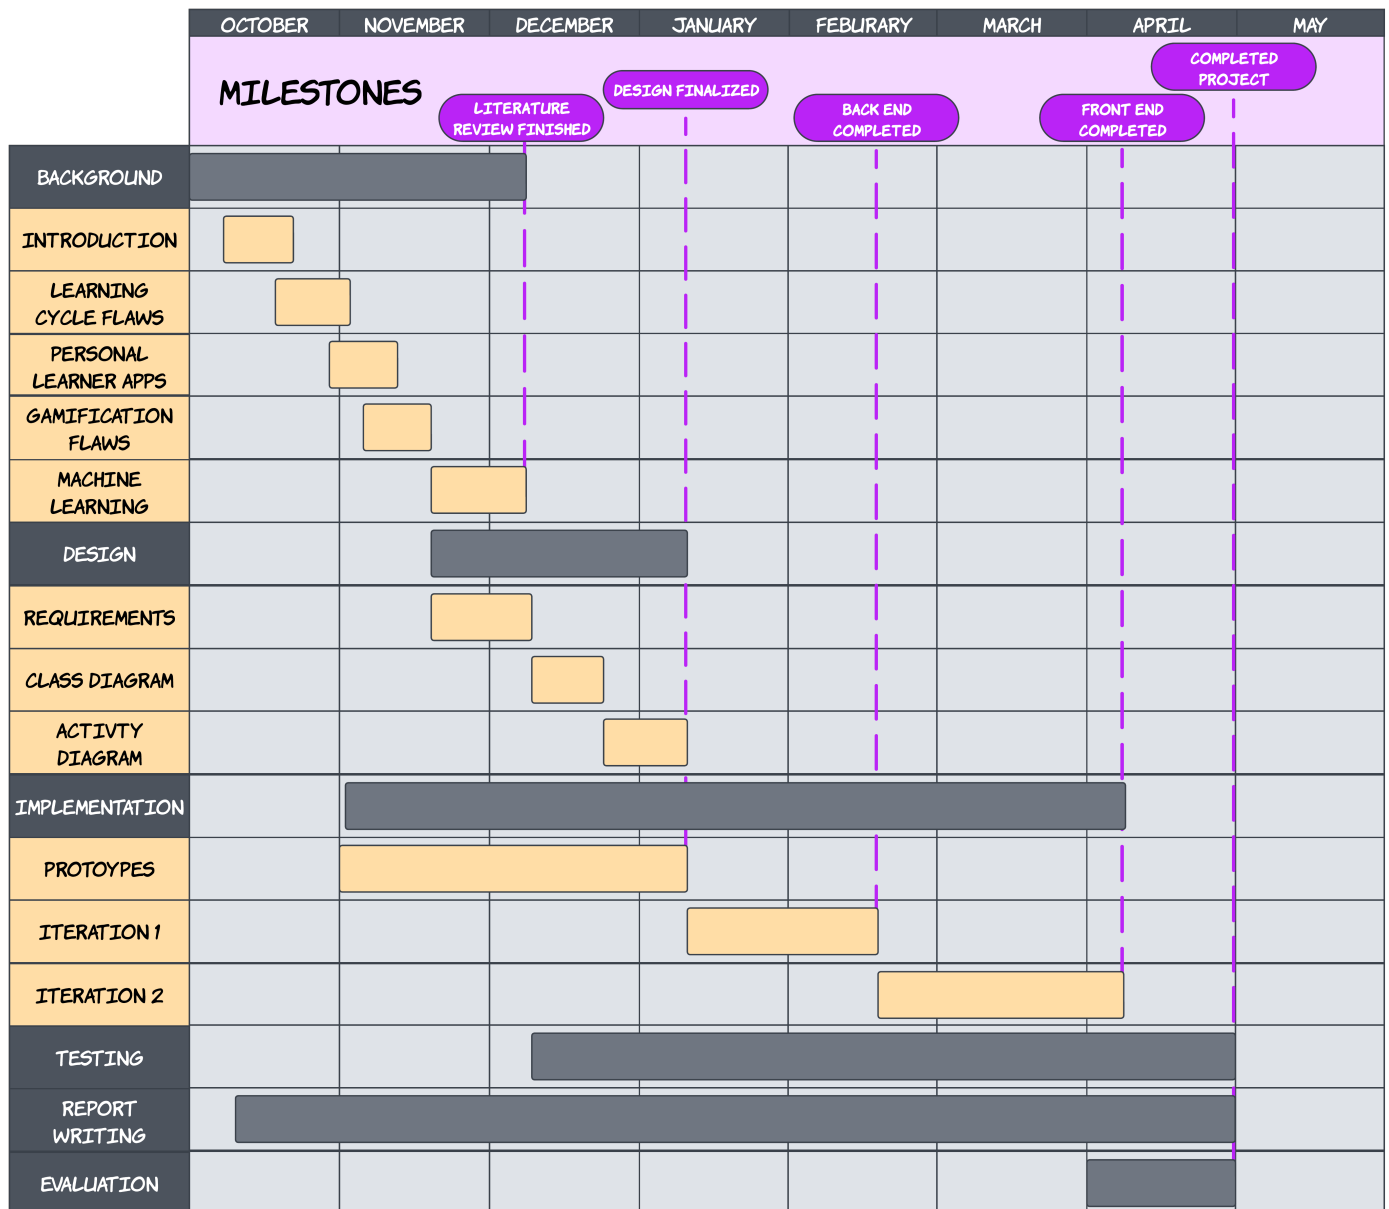 OCTOBER NOVEMBER DECEMBER JANUARY FEBURARY MARCH APRIL MAY
MILESTONES
LITERATURE
REVIEW FINISHED
DESIGN FINALIZED
BACK END
COMPLETED
FRONT END
COMPLETED
COMPLETED
PROJECT
BACKGROUND
INTRODUCTION
LEARNING
CYCLE FLAWS
PERSONAL
LEARNER APPS
GAMIFICATION
FLAWS
MACHINE
LEARNING
DESIGN
REQUIREMENTS
CLASS DIAGRAM
ACTIVTY
DIAGRAM
IMPLEMENTATION
PROTOYPES
ITERATION 1
ITERATION 2
TESTING
REPORT
WRITING
EVALUATION